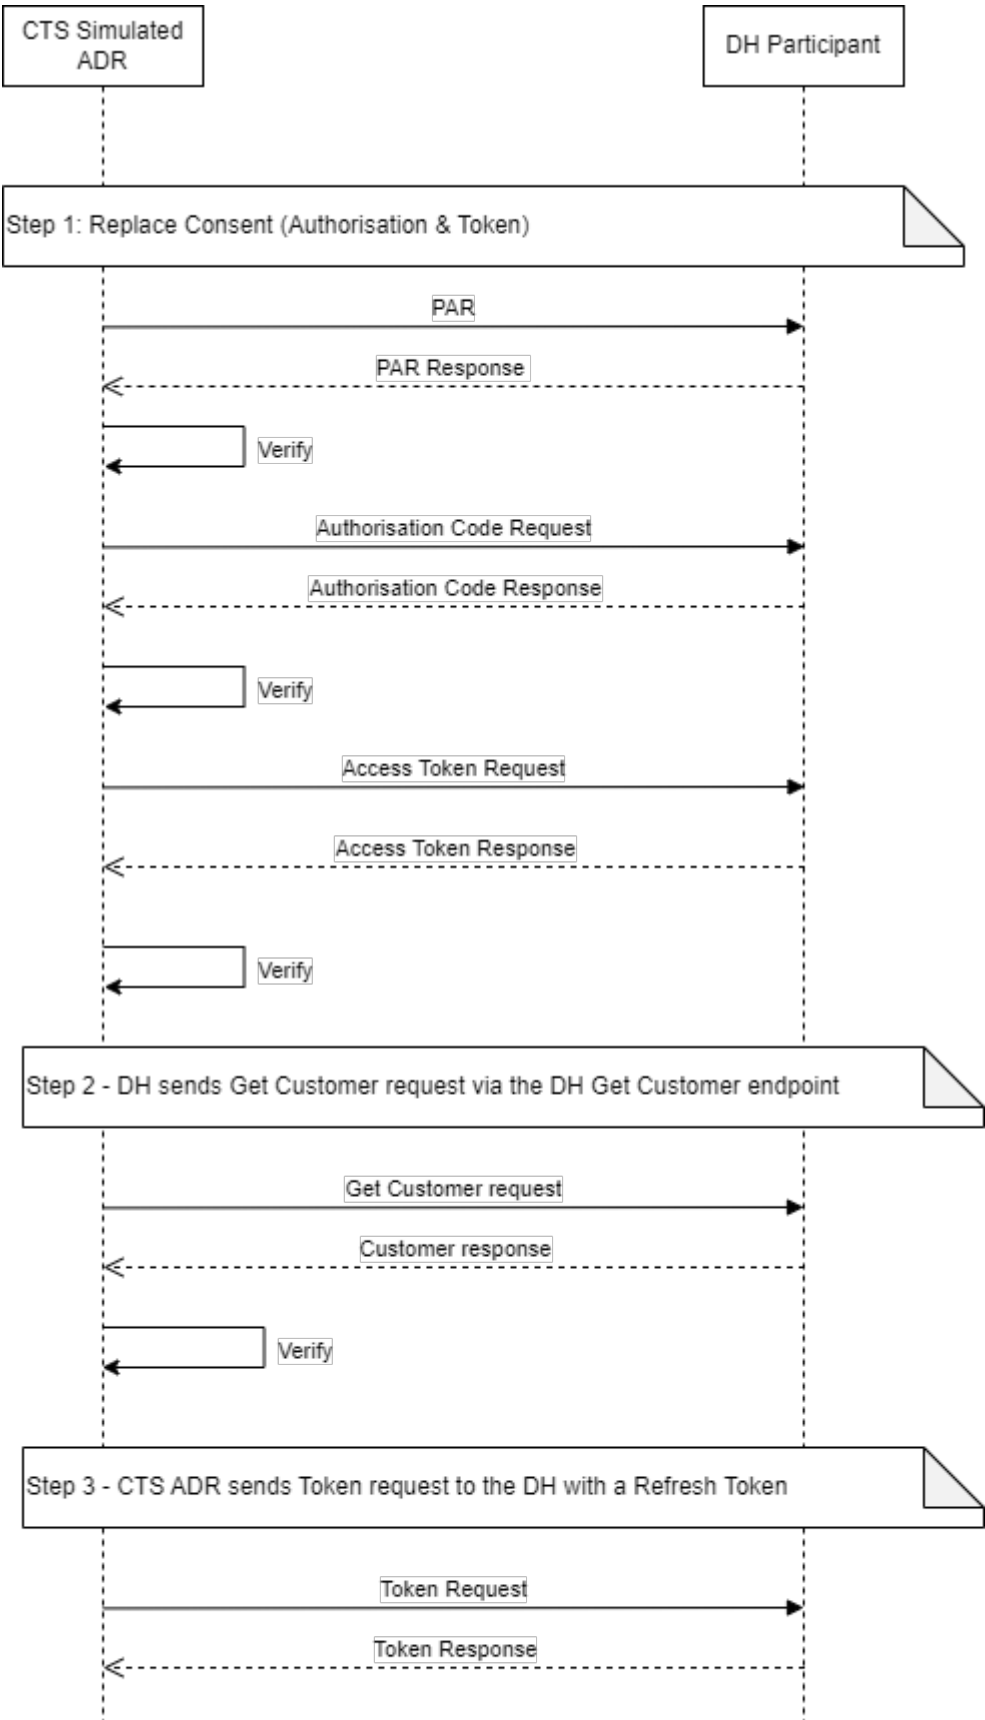 CTS Simulated
ADR
DH Participant
Step 1: Replace Consent (Authorisation & Token)
PAR
PAR Response
Verify
Authorisation Code Request
Authorisation Code Response
Verify
Access Token Request
Access Token Response
Verify
Step 2 - DH sends Get Customer request via the DH Get Customer endpoint
Get Customer request
Customer response
Verify
Step 3 - CTS ADR sends Token request to the DH with a Refresh Token
Token Request
Token Response